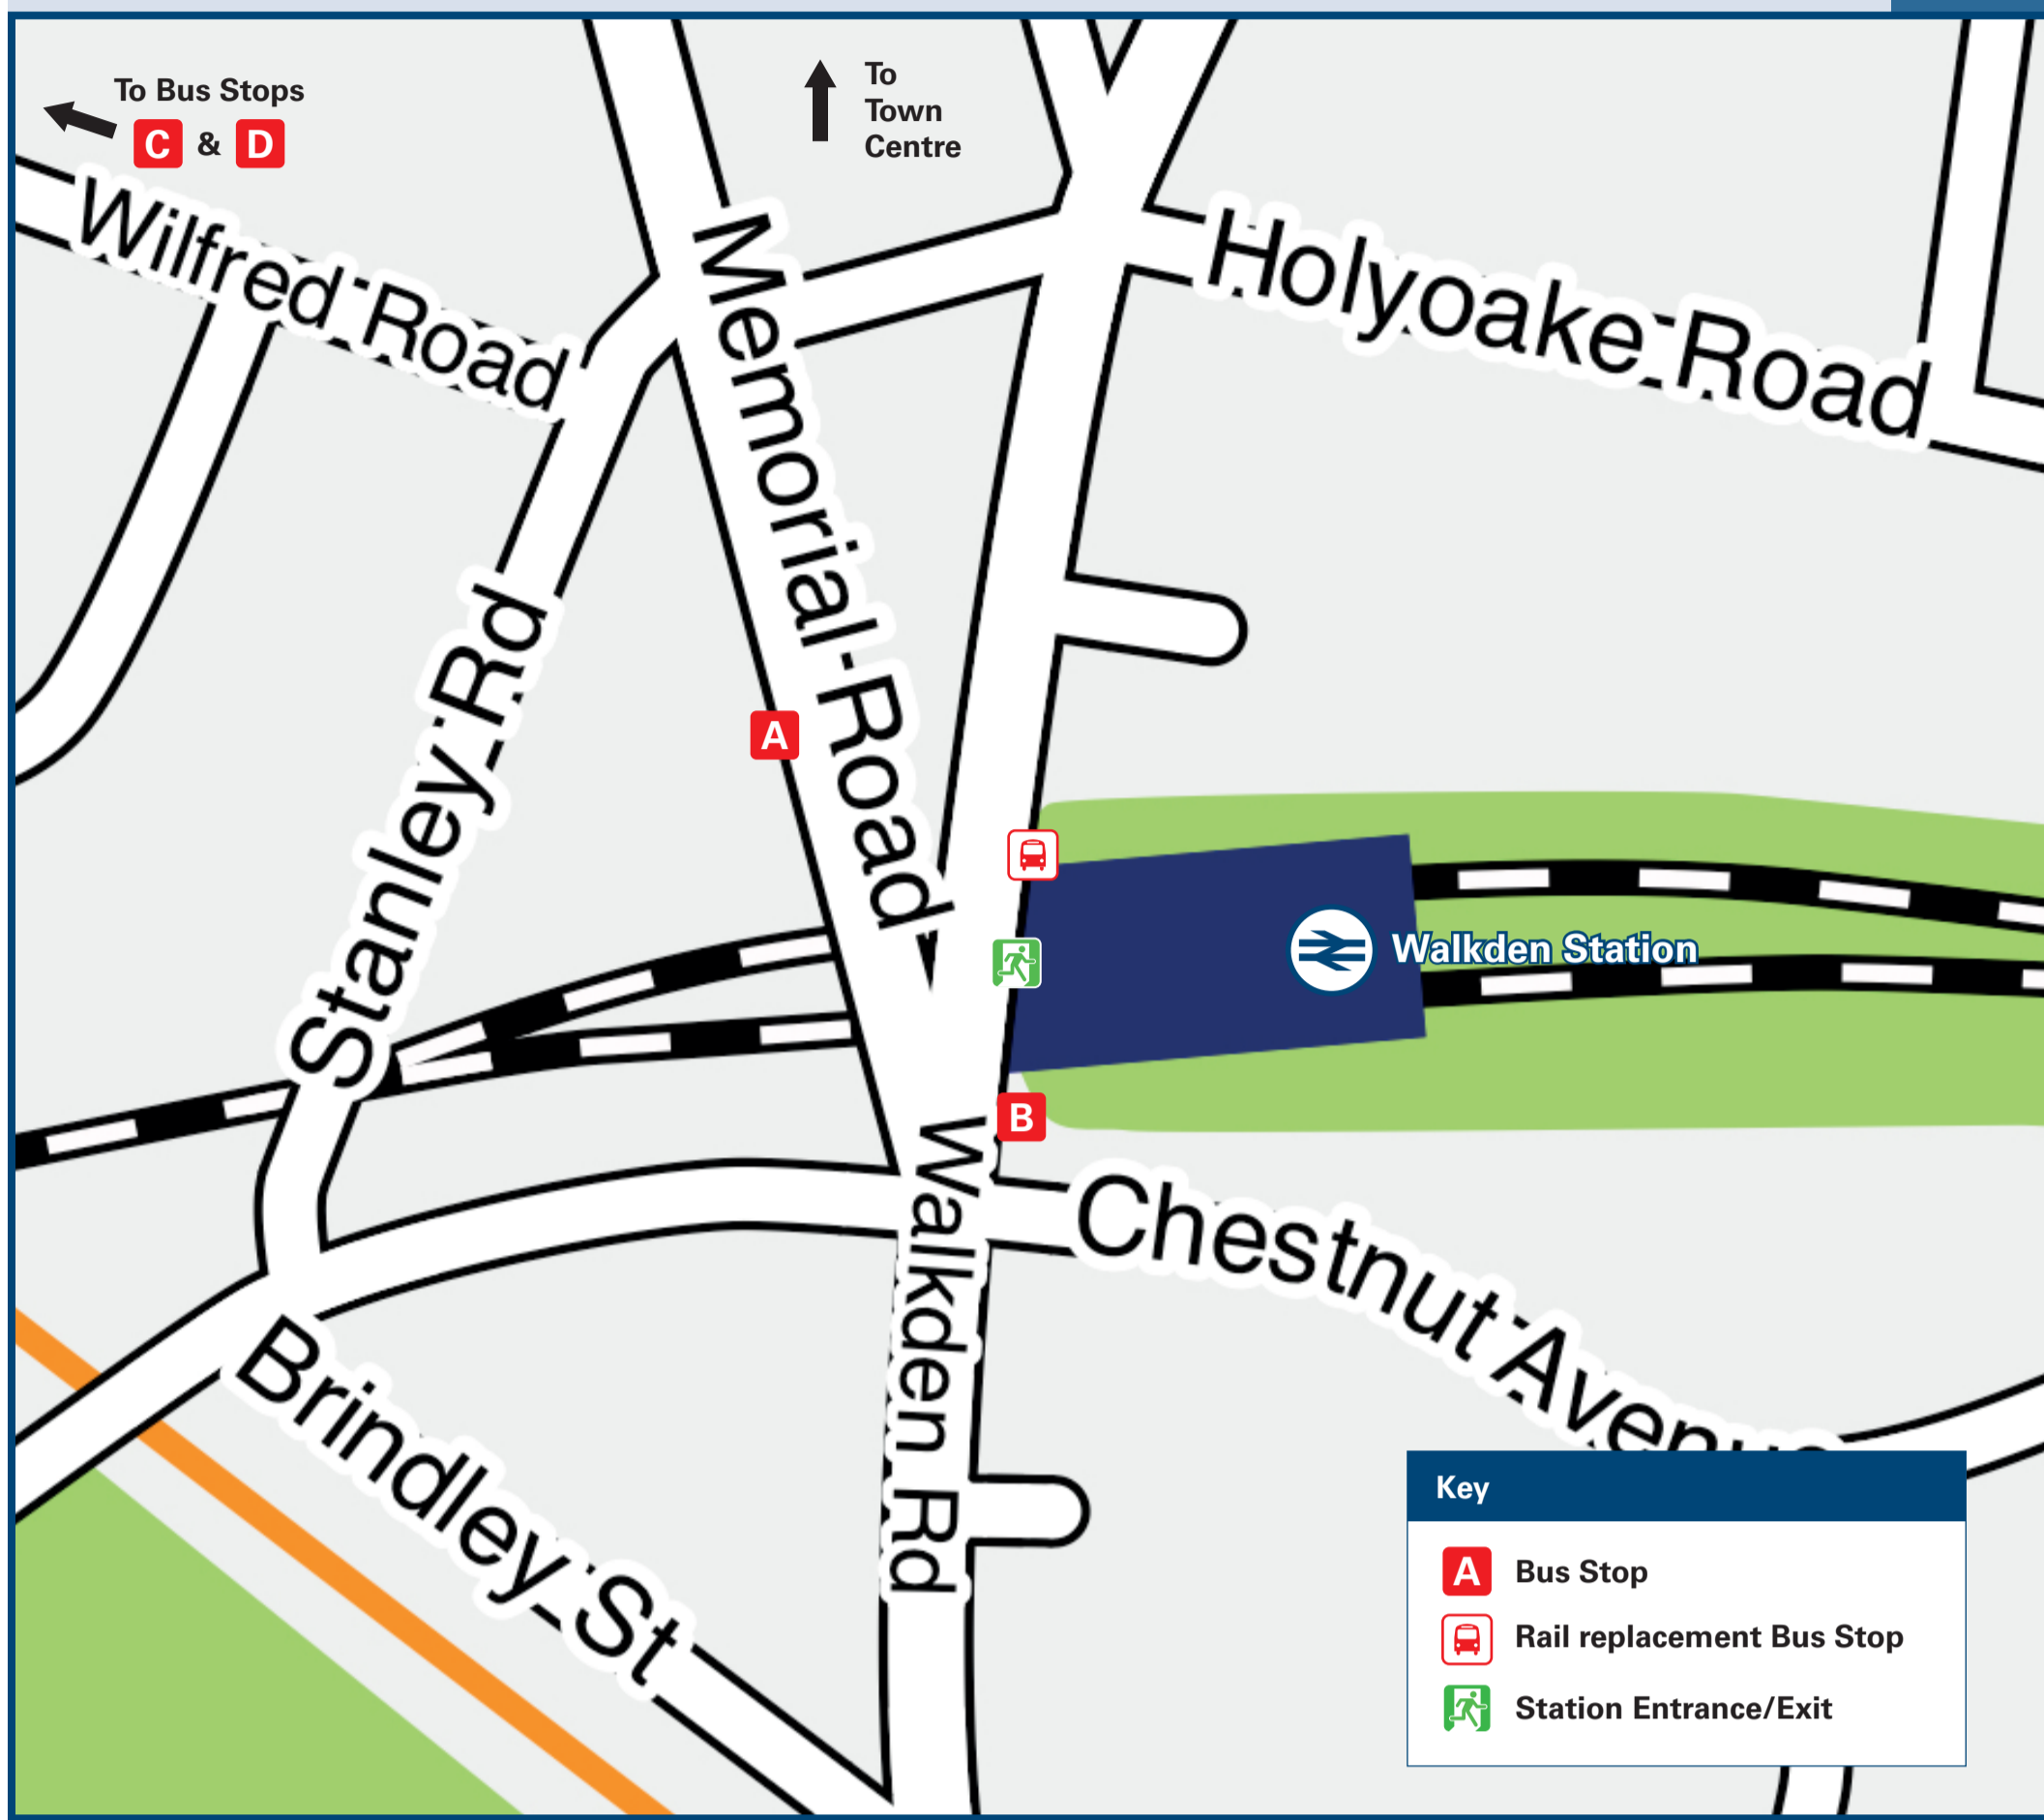 To Bus Stops
C & D
To
Town
Centre
Wilfred Road
Memorial Road
Holyoake Road
Stanley Rd
A
Walkden Station
B
Walkden Rd
Chestnut Avenue
Brindley St
Key
A Bus Stop
Rail replacement Bus Stop
Station Entrance/Exit